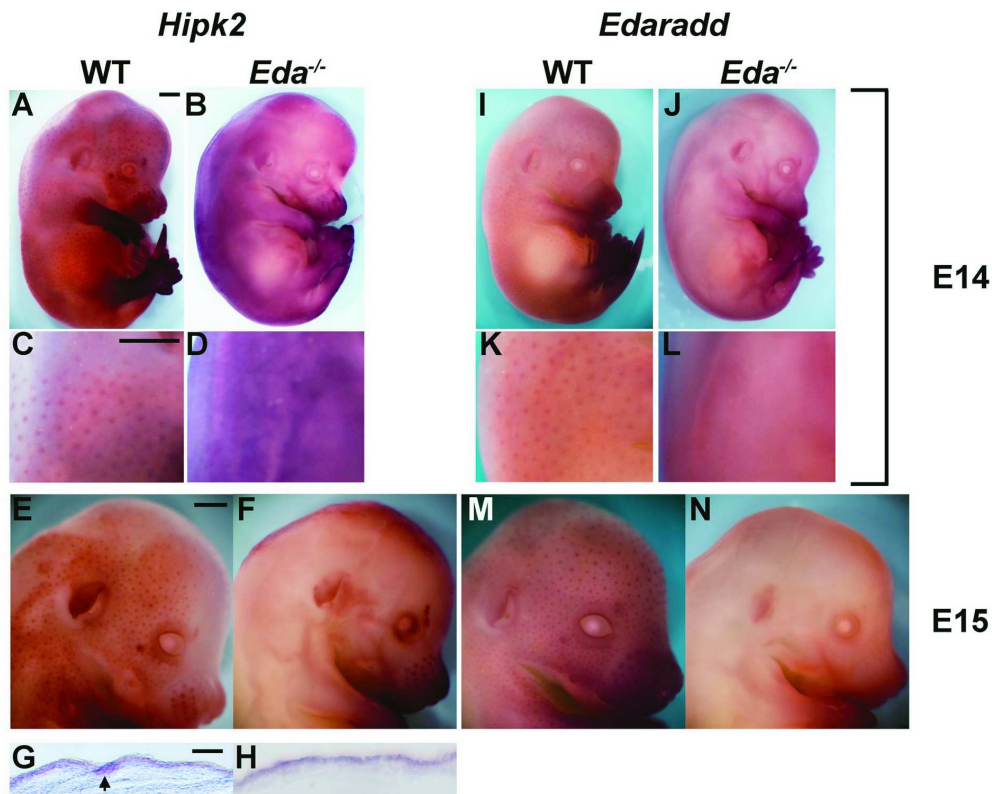 Hipk2 Edaradd
WT Eda-/- WT Eda-/-
A B I J
E14
C D K L
E F M N
E15
G H